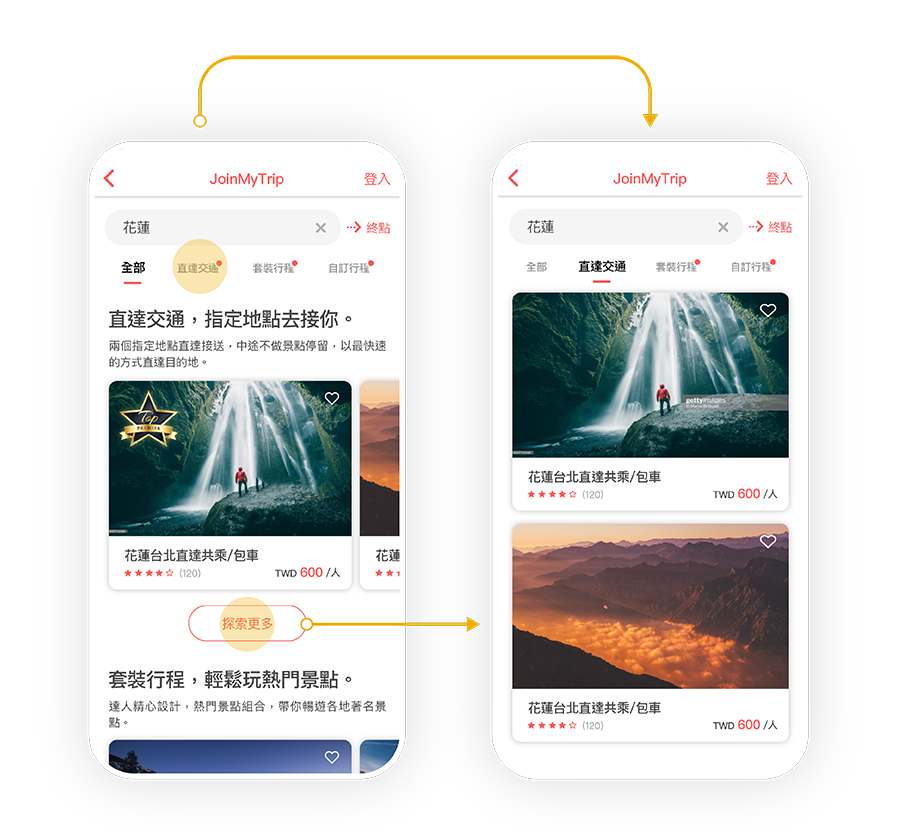 JoinMyTrip
登入
花蓮
終點
全部
直達交通
套裝行程
自訂行程
直達交通，指定地點去接你。
兩個指定地點直達接送，中途不做景點停留，以最快速
的方式直達目的地。
Top
PREMIER
花蓮台北直達共乘/包車
(120)
TWD 600 /人
花蓮
探索更多
套裝行程，輕鬆玩熱門景點。
達人精心設計，熱門景點組合，帶你暢遊各地著名景
點。
JoinMyTrip
登入
花蓮
終點
全部
直達交通
套裝行程
自訂行程
gettyimages
花蓮台北直達共乘/包車
(120)
TWD 600 /人
花蓮台北直達共乘/包車
(120)
TWD 600 /人